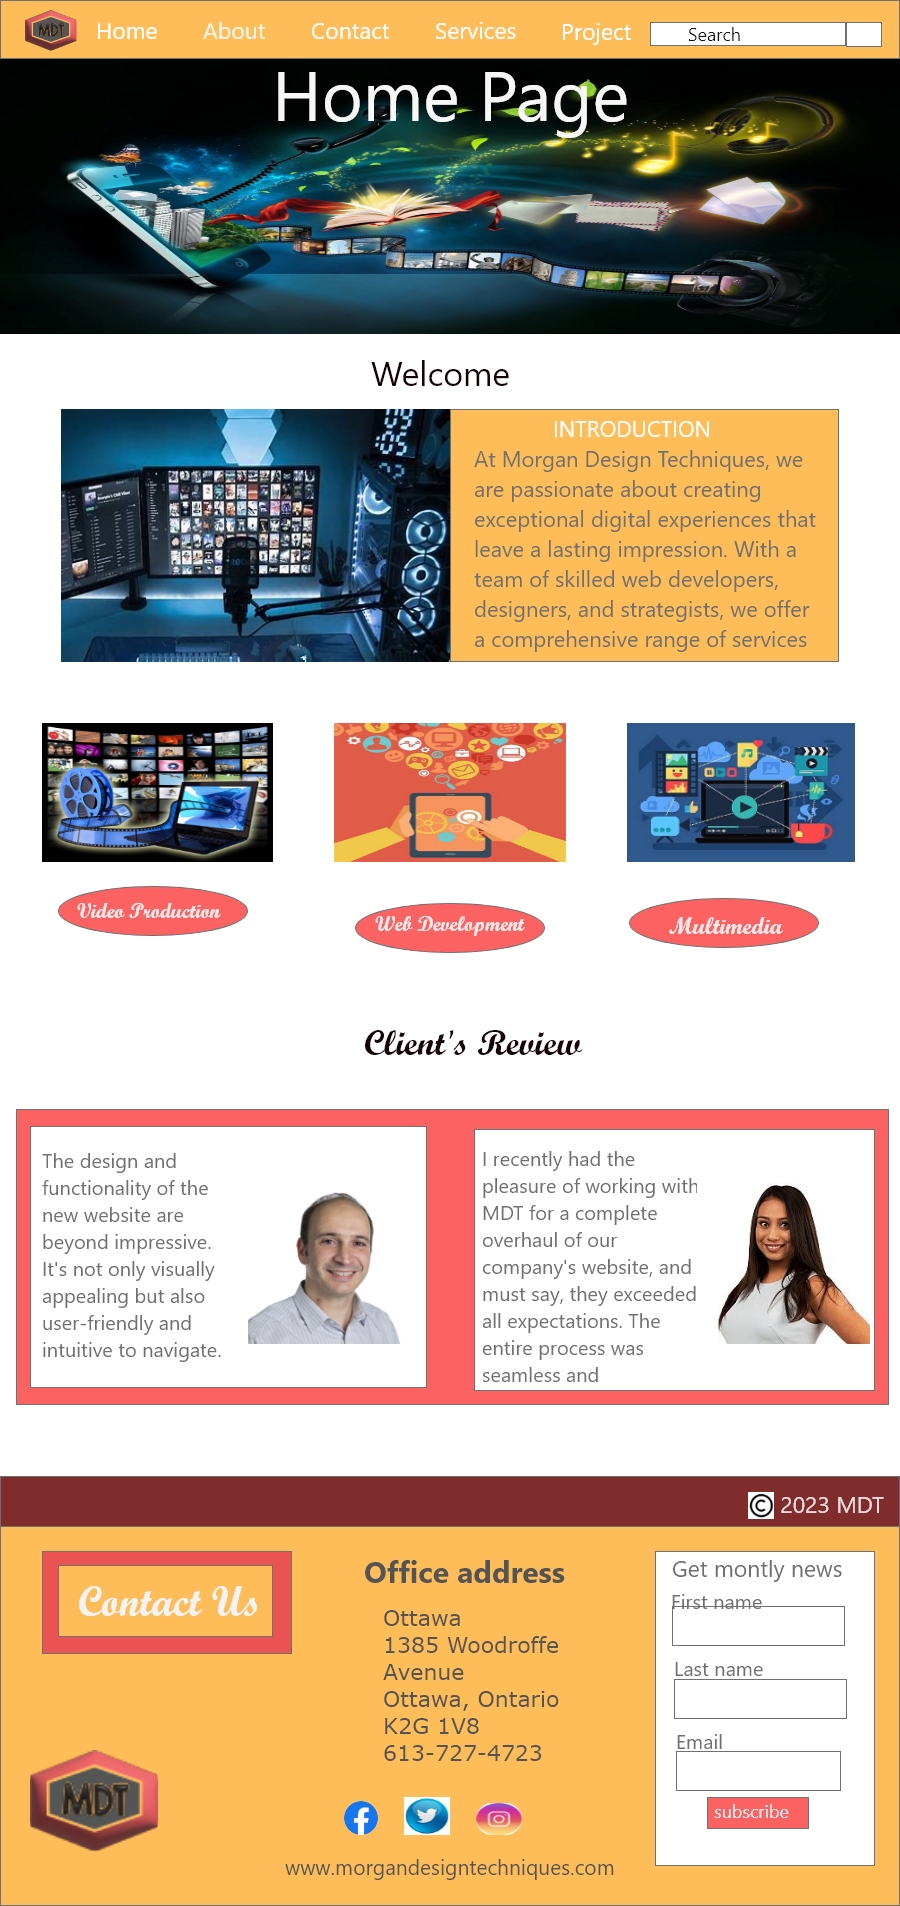 MDT
Home About Contact Services Project Search
Home Page
Welcome
INTRODUCTION
At Morgan Design Techniques, we
are passionate about creating
exceptional digital experiences that
leave a lasting impression. With a
team of skilled web developers,
designers, and strategists, we offer
a comprehensive range of services
Video Production
Web Development
Multimedia
Client's Review
The design and
functionality of the
new website are
beyond impressive.
It's not only visually
appealing but also
user-friendly and
intuitive to navigate.
I recently had the
pleasure of working with
MDT for a complete
overhaul of our
company's website, and
must say, they exceeded
all expectations. The
entire process was
seamless and
© 2023 MDT
Contact Us
Office address
Ottawa
1385 Woodroffe
Avenue
Ottawa, Ontario
K2G 1V8
613-727-4723
Get montly news
First name
Last name
Email
subscribe
MDT
www.morgandesigntechniques.com